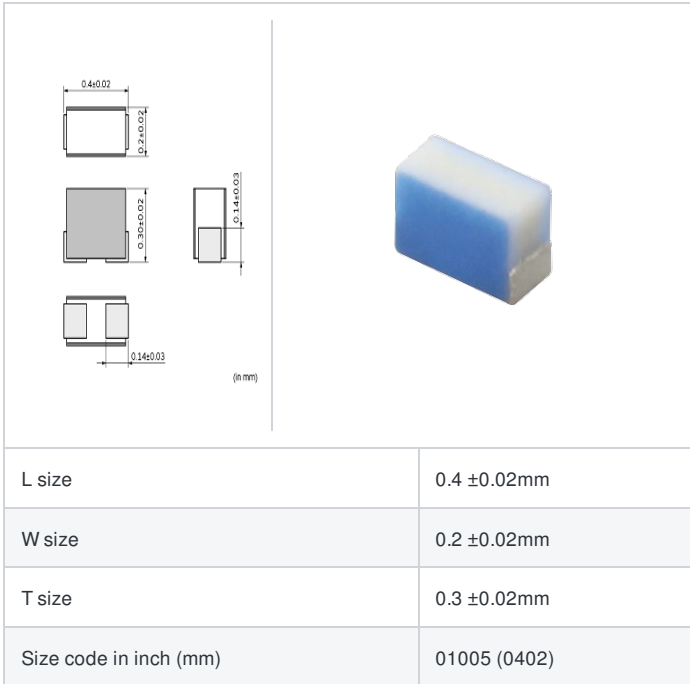 0.4±0.02
0.2±0.02
0.30±0.02
0.14±0.03
0.14±0.03
(in mm)
L size 0.4 ±0.02mm
W size 0.2 ±0.02mm
T size 0.3 ±0.02mm
Size code in inch (mm) 01005 (0402)